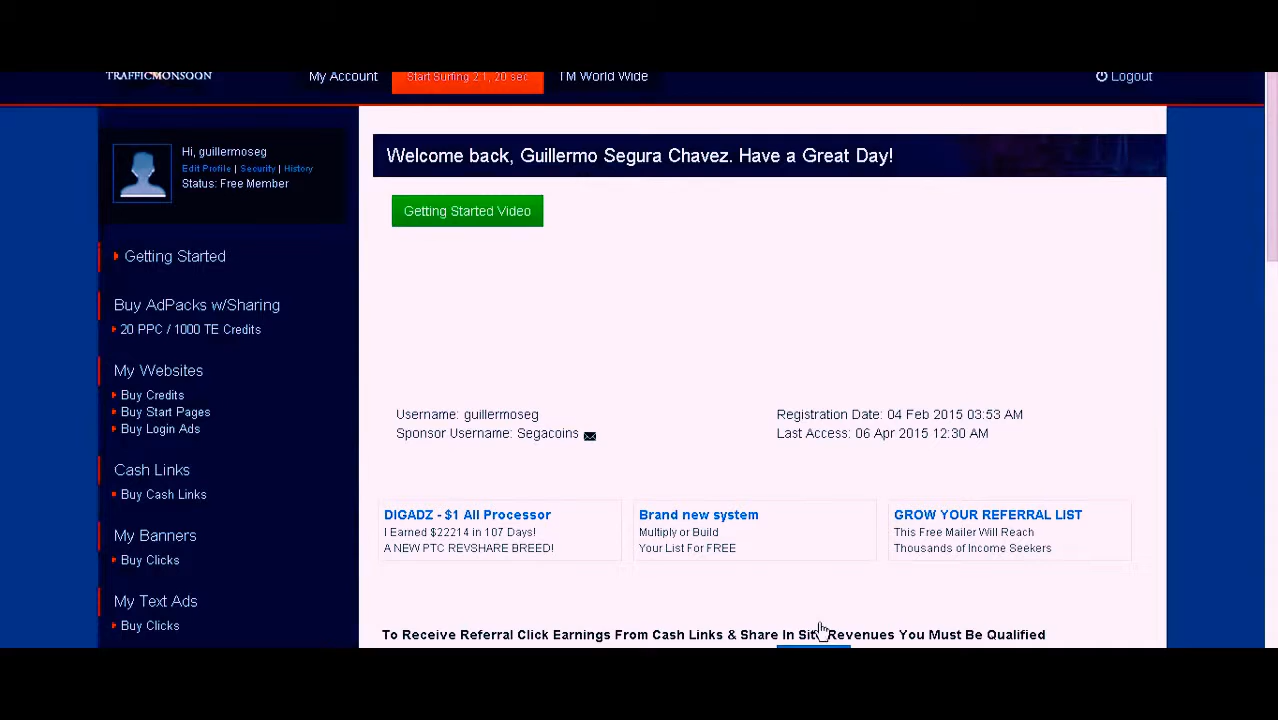 TRAFFICMONSOON
My Account
Start Surfing 2.1, 20 sec
TM World Wide
Logout
Hi, guillermoseg
Edit Profile | Security | History
Status: Free Member
Getting Started
Buy AdPacks w/Sharing
20 PPC / 1000 TE Credits
My Websites
Buy Credits
Buy Start Pages
Buy Login Ads
Cash Links
Buy Cash Links
My Banners
Buy Clicks
My Text Ads
Buy Clicks
Welcome back, Guillermo Segura Chavez. Have a Great Day!
Getting Started Video
Username: guillermoseg
Sponsor Username: Segacoins
Registration Date: 04 Feb 2015 03:53 AM
Last Access: 06 Apr 2015 12:30 AM
DIGADZ - $1 All Processor
I Earned $22214 in 107 Days!
A NEW PTC REVSHARE BREED!
Brand new system
Multiply or Build
Your List For FREE
GROW YOUR REFERRAL LIST
This Free Mailer Will Reach
Thousands of Income Seekers
To Receive Referral Click Earnings From Cash Links & Share In Site Revenues You Must Be Qualified